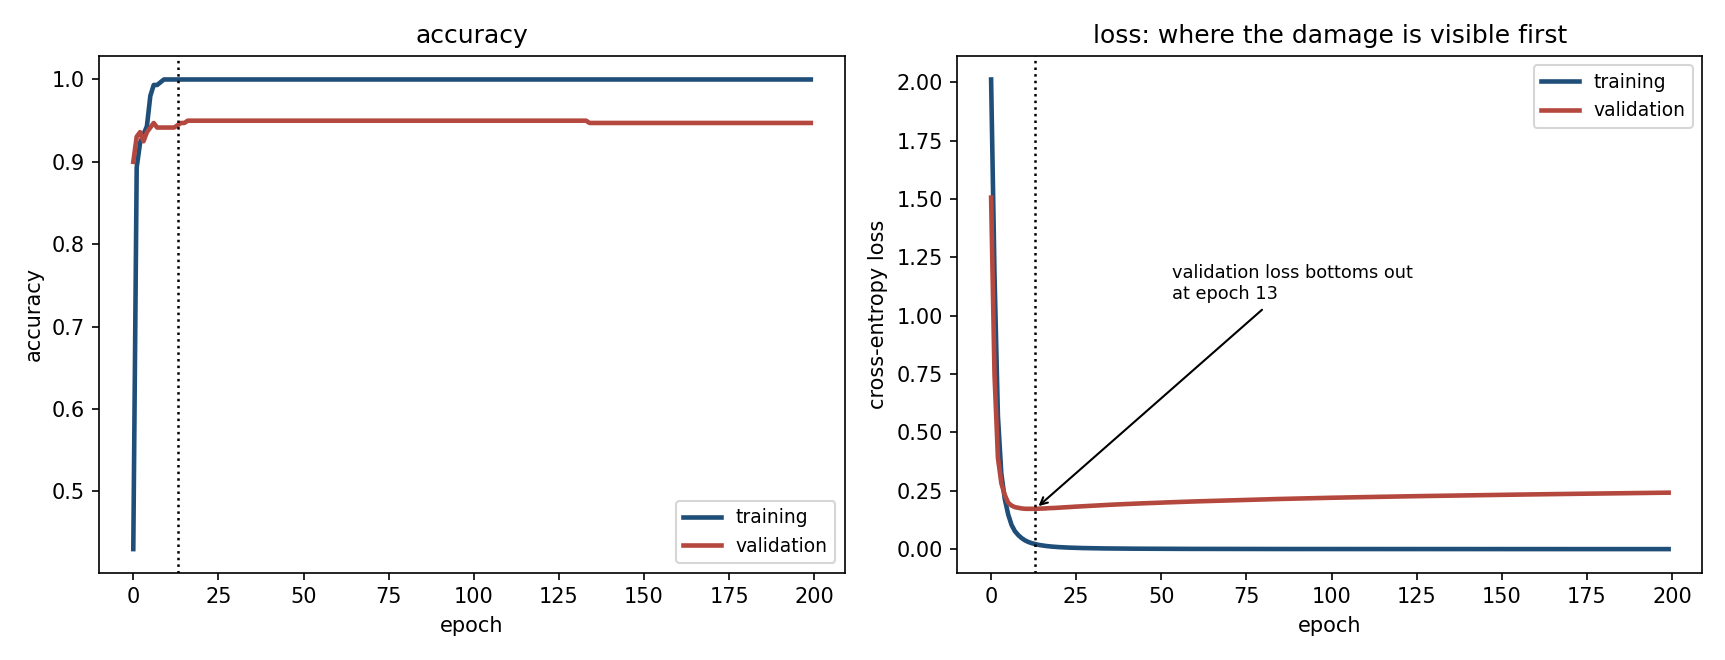 accuracy
accuracy
1.0
0.9
0.8
0.7
0.6
0.5
training
validation
0 25 50 75 100 125 150 175 200
epoch
loss: where the damage is visible first
cross-entropy loss
2.00
1.75
1.50
1.25
1.00
0.75
0.50
0.25
0.00
training
validation
validation loss bottoms out
at epoch 13
0 25 50 75 100 125 150 175 200
epoch